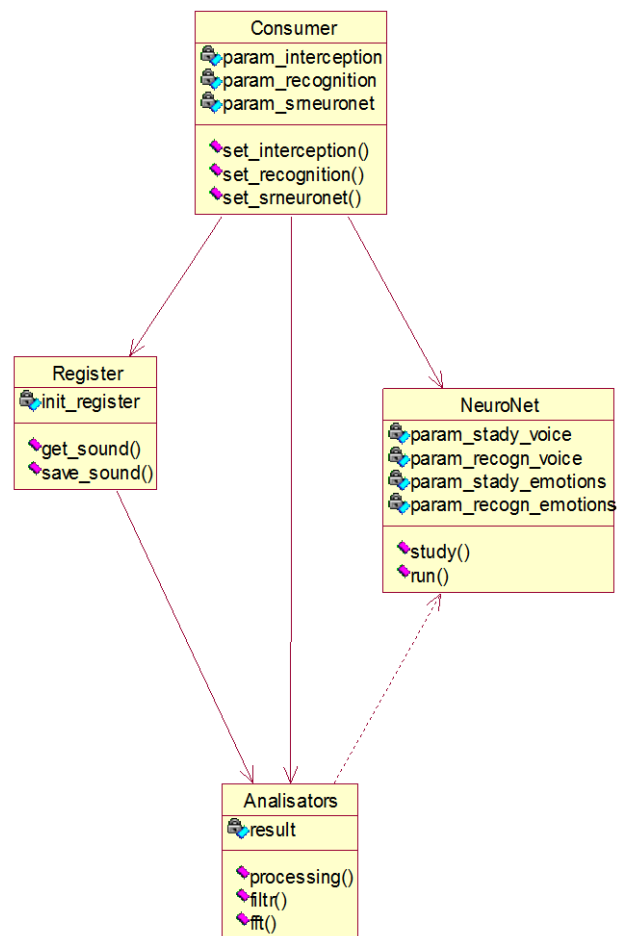 Consumer
param_interception
param_recognition
param_srneuronet
set_interception()
set_recognition()
set_srneuronet()
Register
init_register
get_sound()
save_sound()
NeuroNet
param_stady_voice
param_recogn_voice
param_stady_emotions
param_recogn_emotions
study()
run()
Analisators
result
processing()
filtr()
fft()